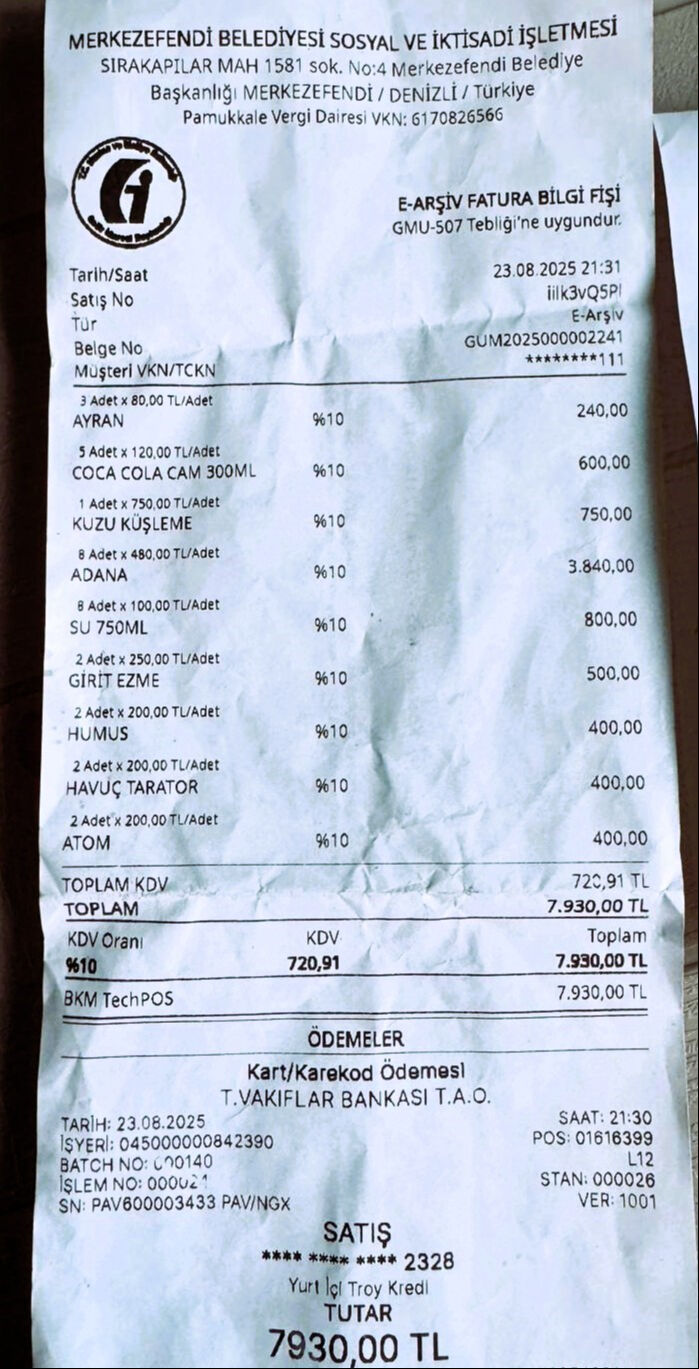 MERKEZEFENDİ BELEDİYESİ SOSYAL VE İKTİSADİ İŞLETMESİ
SIRAKAPILAR MAH 1581 sok. No:4 Merkezefendi Belediye
Başkanlığı MERKEZEFENDİ / DENİZLİ / Türkiye
Pamukkale Vergi Dairesi VKN: 6170826566
E-ARŞİV FATURA BİLGİ FİŞİ
GMU-507 Tebliği'ne uygundur.
Tarih/Saat 23.08.2025 21:31
Satış No iilk3vQ5Pl
Tür E-Arşiv
Belge No GUM2025000002241
Müşteri VKN/TCKN ********111
3 Adet x 80,00 TL/Adet
AYRAN %10 240,00
5 Adet x 120,00 TL/Adet
COCA COLA CAM 300ML %10 600,00
1 Adet x 750,00 TL/Adet
KUZU KÜŞLEME %10 750,00
8 Adet x 480,00 TL/Adet
ADANA %10 3.840,00
8 Adet x 100,00 TL/Adet
SU 750ML %10 800,00
2 Adet x 250,00 TL/Adet
GİRİT EZME %10 500,00
2 Adet x 200,00 TL/Adet
HUMUS %10 400,00
2 Adet x 200,00 TL/Adet
HAVUÇ TARATOR %10 400,00
2 Adet x 200,00 TL/Adet
ATOM %10 400,00
TOPLAM KDV 720,91 TL
TOPLAM 7.930,00 TL
KDV Oranı KDV Toplam
%10 720,91 7.930,00 TL
BKM TechPOS 7.930,00 TL
ÖDEMELER
Kart/Karekod Ödemesi
T.VAKIFLAR BANKASI T.A.O.
TARİH: 23.08.2025 SAAT: 21:30
İŞYERİ: 045000000842390 POS: 01616399
BATCH NO: 000140 L12
İŞLEM NO: STAN: 000026
SN: PAV600003433 PAV/NGX VER: 1001
SATIŞ
**** **** **** 2328
Yurt İçi Troy Kredi
TUTAR
7930,00 TL